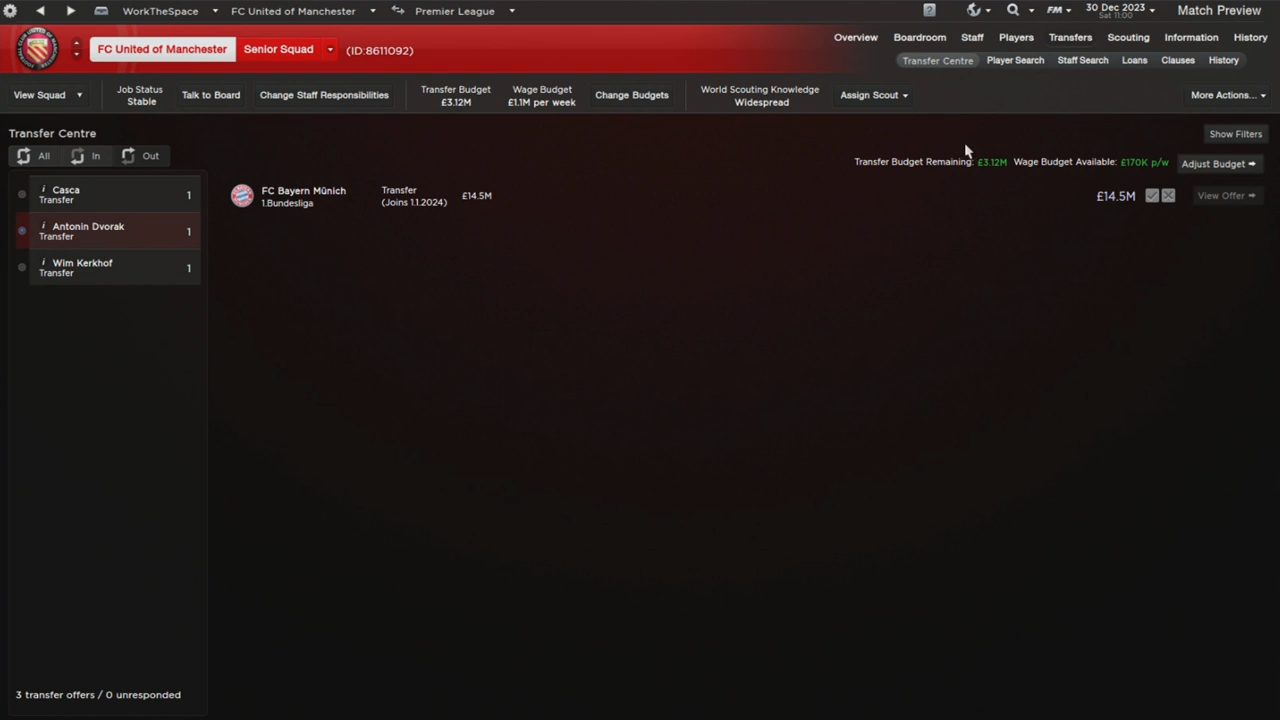 WorkTheSpace
FC United of Manchester
Premier League
?
FM
30 Dec 2023
Sat 11:00
Match Preview
FC United of Manchester
Senior Squad
(ID:8611092)
Overview
Boardroom
Staff
Players
Transfers
Scouting
Information
History
Transfer Centre
Player Search
Staff Search
Loans
Clauses
History
View Squad
Job Status
Stable
Talk to Board
Change Staff Responsibilities
Transfer Budget
£3.12M
Wage Budget
£1.1M per week
Change Budgets
World Scouting Knowledge
Widespread
Assign Scout
More Actions...
Transfer Centre
Show Filters
All
In
Out
Transfer Budget Remaining: £3.12M Wage Budget Available: £170K p/w
Adjust Budget
i Casca
Transfer
1
FC Bayern Münich
1.Bundesliga
Transfer
(Joins 1.1.2024)
£14.5M
£14.5M
View Offer
i Antonin Dvorak
Transfer
1
i Wim Kerkhof
Transfer
1
3 transfer offers / 0 unresponded